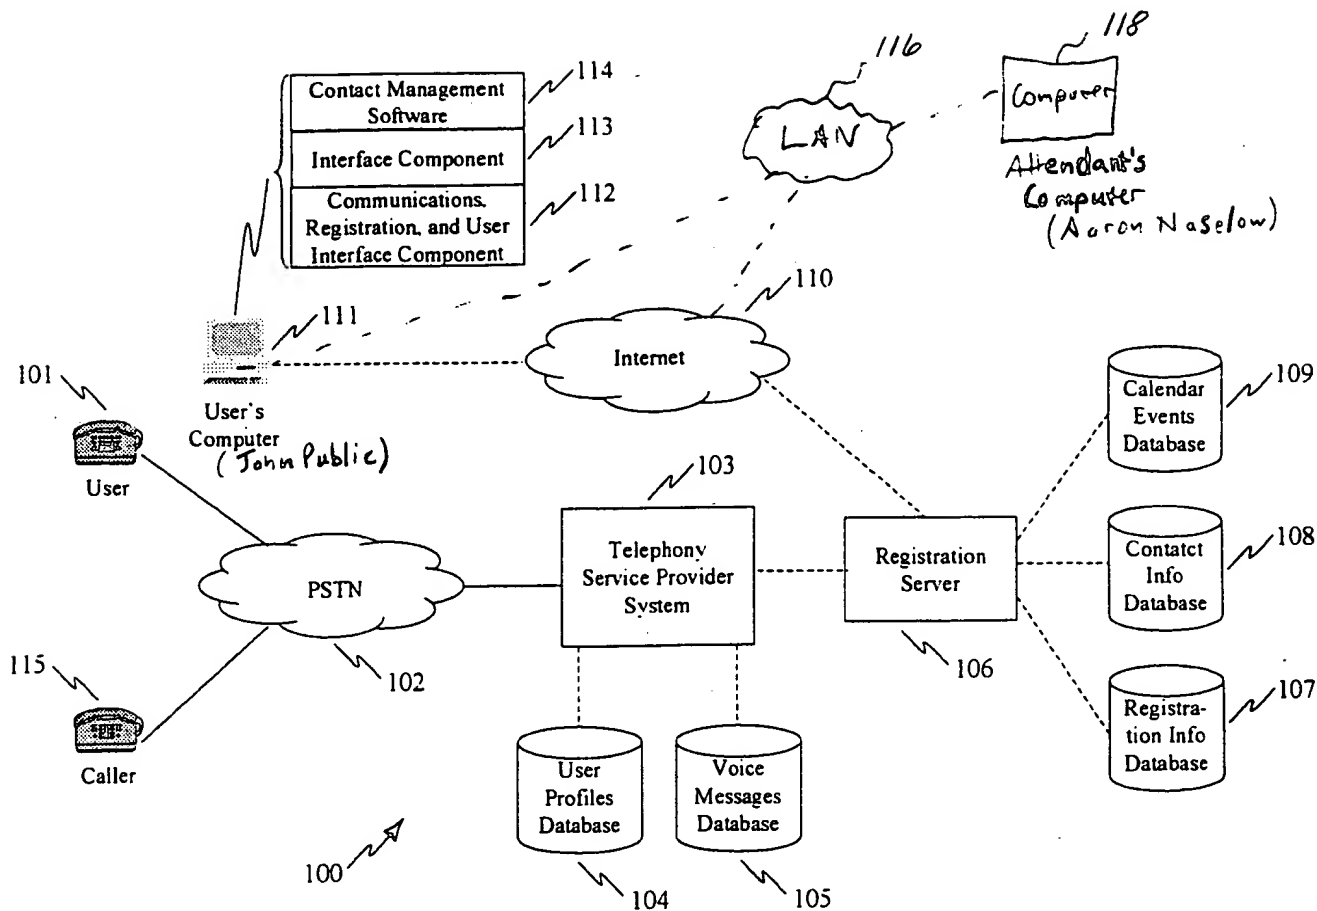 116
118
114
Contact Management
Software
113
Interface Component
112
Communications,
Registration, and User
Interface Component
LAN
Computer
Attendant's
Computer
(Aaron Naselow)
110
111
Internet
User's
Computer
(John Public)
101
User
109
Calendar
Events
Database
103
Telephony
Service Provider
System
Registration
Server
108
Contatct
Info
Database
PSTN
102
106
115
Caller
107
Registra-
tion Info
Database
User
Profiles
Database
Voice
Messages
Database
100
104
105